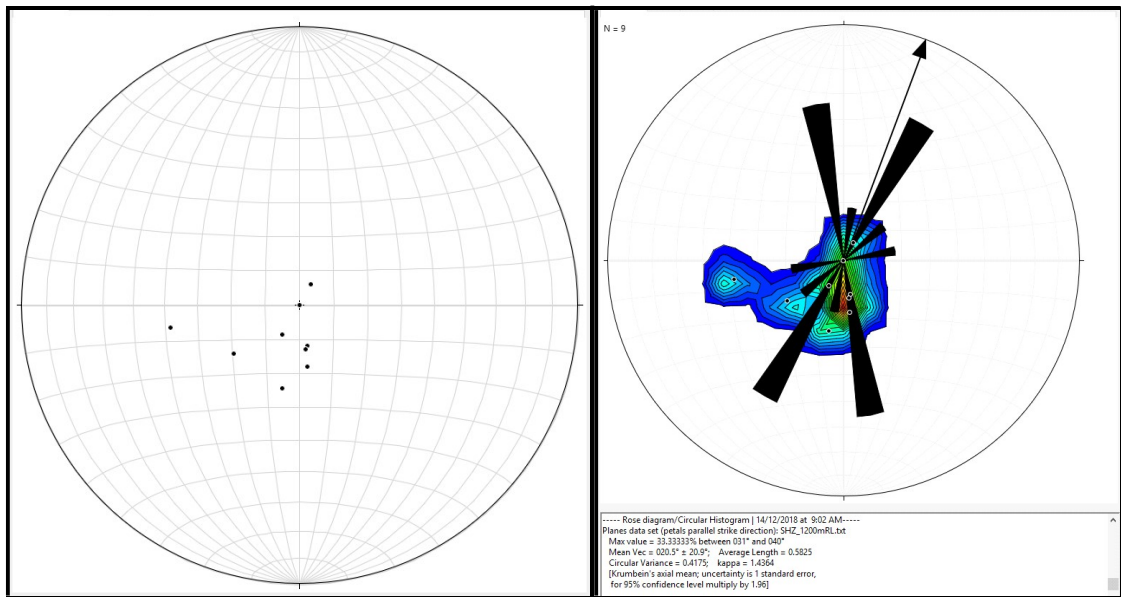 N = 9
----- Rose diagram/Circular Histogram | 14/12/2018 at  9:02 AM-----
Planes data set (petals parallel strike direction): SHZ_1200mRL.txt
Max value = 33.33333% between 031° and 040°
Mean Vec = 020.5° ± 20.9°;  Average Length = 0.5825
Circular Variance = 0.4175;  kappa = 1.4364
[Krumbein's axial mean; uncertainty is 1 standard error,
for 95% confidence level multiply by 1.96]